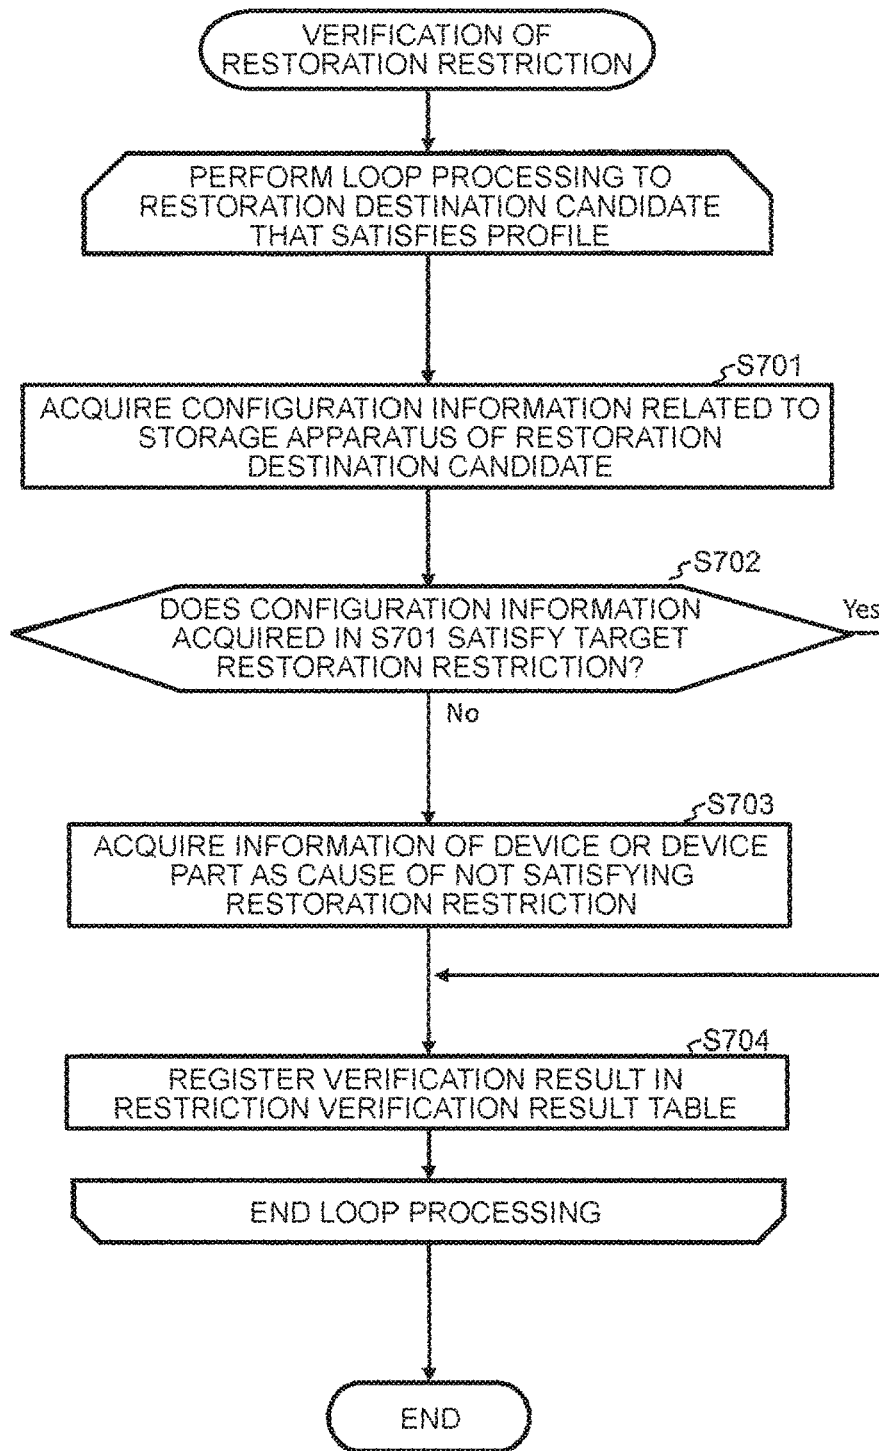 VERIFICATION OF
RESTORATION RESTRICTION
PERFORM LOOP PROCESSING TO
RESTORATION DESTINATION CANDIDATE
THAT SATISFIES PROFILE
S701
ACQUIRE CONFIGURATION INFORMATION RELATED TO
STORAGE APPARATUS OF RESTORATION
DESTINATION CANDIDATE
S702
DOES CONFIGURATION INFORMATION
ACQUIRED IN S701 SATISFY TARGET
RESTORATION RESTRICTION?
Yes
No
S703
ACQUIRE INFORMATION OF DEVICE OR DEVICE
PART AS CAUSE OF NOT SATISFYING
RESTORATION RESTRICTION
S704
REGISTER VERIFICATION RESULT IN
RESTRICTION VERIFICATION RESULT TABLE
END LOOP PROCESSING
END